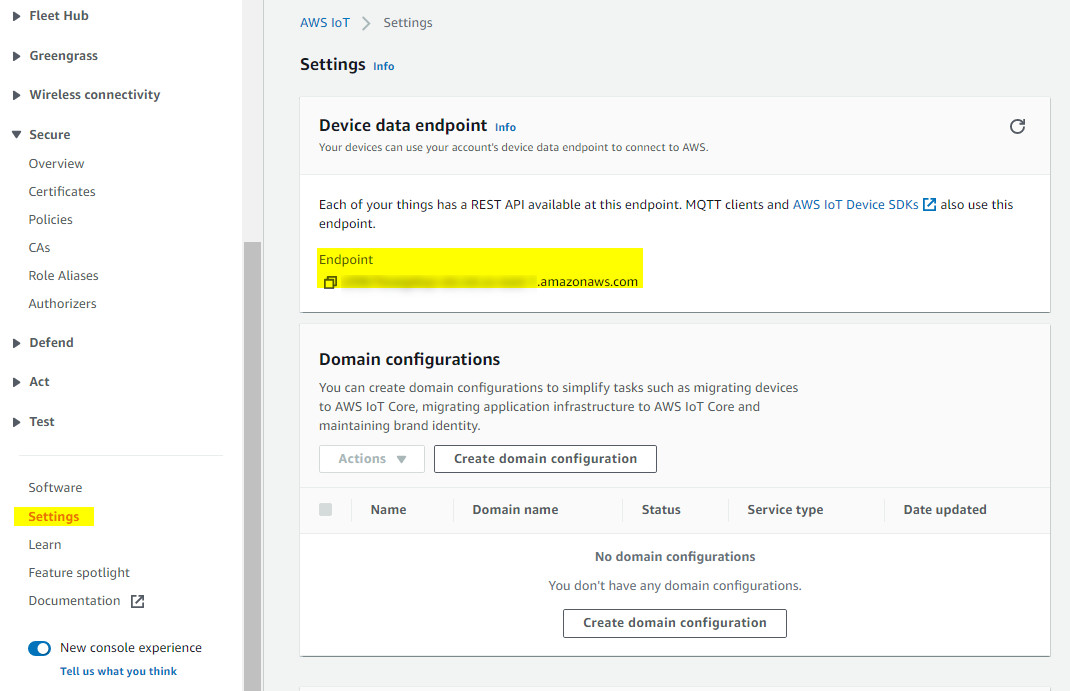 Fleet Hub
Greengrass
Wireless connectivity
Secure
Overview
Certificates
Policies
CAs
Role Aliases
Authorizers
Defend
Act
Test
Software
Settings
Learn
Feature spotlight
Documentation
New console experience
Tell us what you think
AWS IoT > Settings
Settings Info
Device data endpoint Info
Your devices can use your account's device data endpoint to connect to AWS.
Each of your things has a REST API available at this endpoint. MQTT clients and AWS IoT Device SDKs also use this
endpoint.
Endpoint
.amazonaws.com
Domain configurations
You can create domain configurations to simplify tasks such as migrating devices
to AWS IoT Core, migrating application infrastructure to AWS IoT Core and
maintaining brand identity.
Actions Create domain configuration
Name Domain name Status Service type Date updated
No domain configurations
You don't have any domain configurations.
Create domain configuration